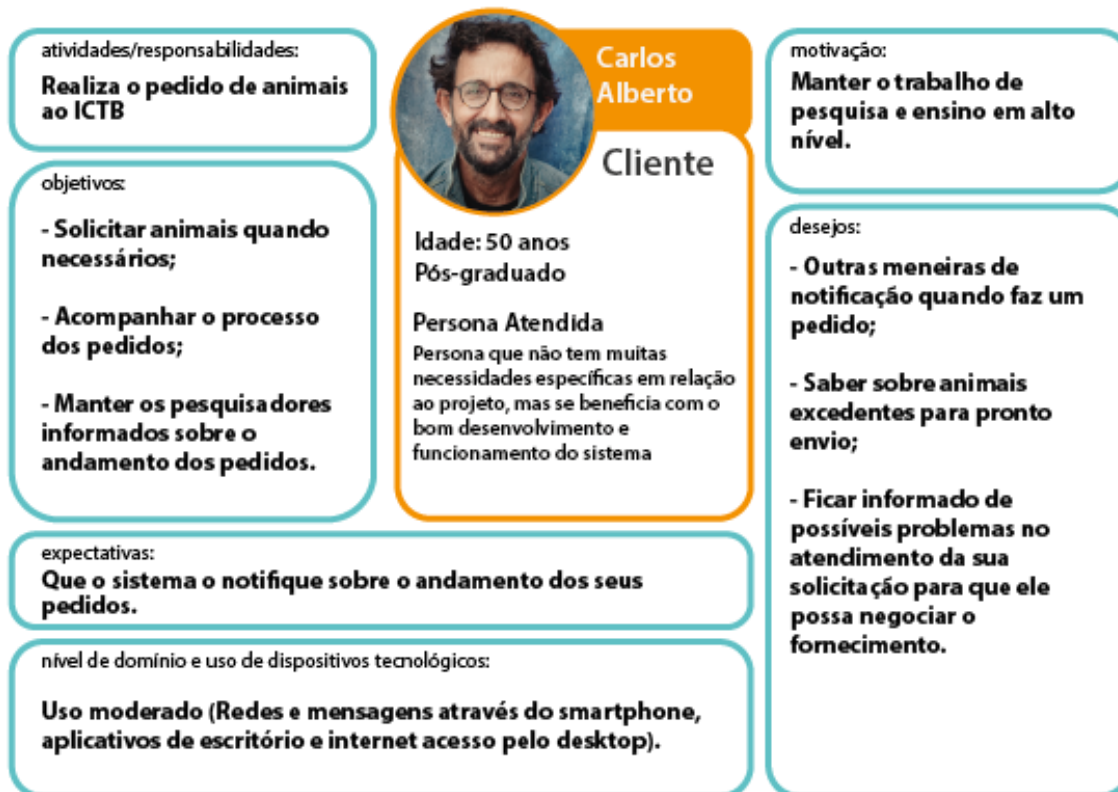 atividades/responsabilidades:
Realiza o pedido de animais
ao ICTB
objetivos:
- Solicitar animais quando
necessários;
- Acompanhar o processo
dos pedidos;
- Manter os pesquisadores
informados sobre o
andamento dos pedidos.
Carlos
Alberto
Cliente
Idade: 50 anos
Pós-graduado
Persona Atendida
Persona que não tem muitas
necessidades específicas em relação
ao projeto, mas se beneficia com o
bom desenvolvimento e
funcionamento do sistema
motivação:
Manter o trabalho de
pesquisa e ensino em alto
nível.
desejos:
- Outras meneiras de
notificação quando faz um
pedido;
- Saber sobre animais
excedentes para pronto
envio;
- Ficar informado de
possíveis problemas no
atendimento da sua
solicitação para que ele
possa negociar o
fornecimento.
expectativas:
Que o sistema o notifique sobre o andamento dos seus
pedidos.
nível de domínio e uso de dispositivos tecnológicos:
Uso moderado (Redes e mensagens através do smartphone,
aplicativos de escritório e internet acesso pelo desktop).